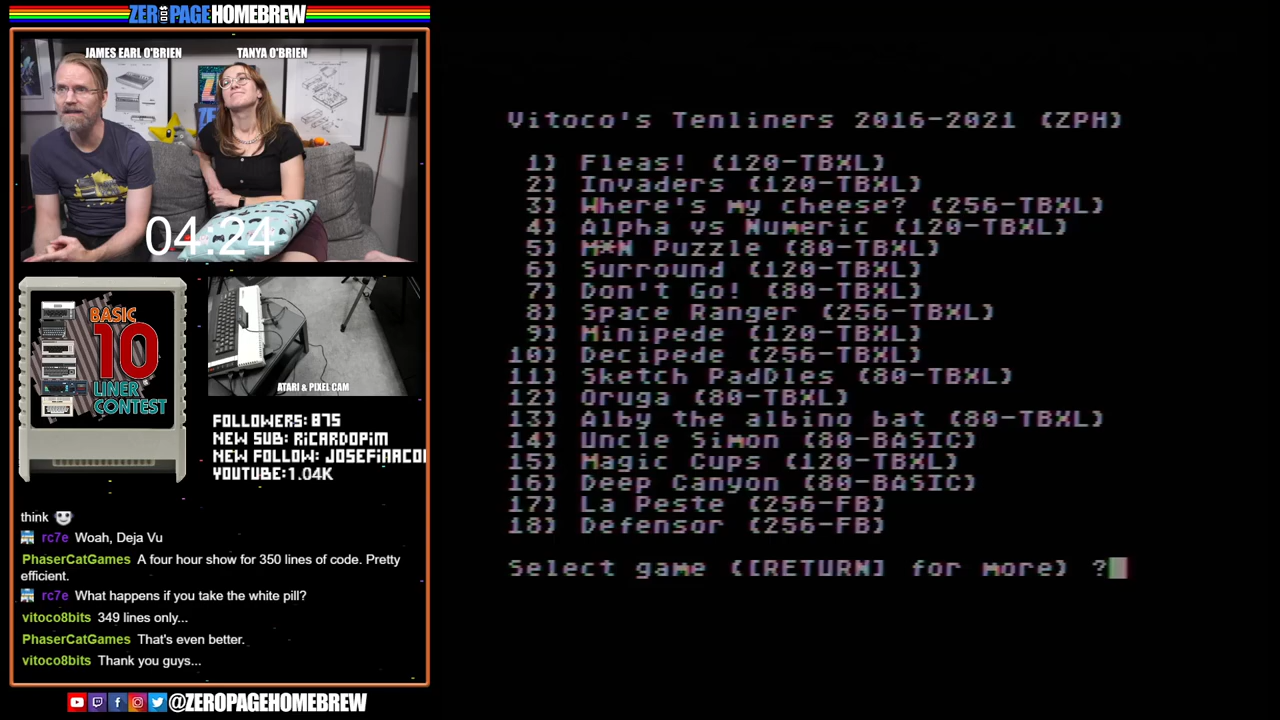 ZEROPAGEHOMEBREW
JAMES EARL O'BRIEN
TANYA O'BRIEN
04:24
BASIC
10
LINER
CONTEST
ATARI & PIXEL CAM
FOLLOWERS: 875
NEW SUB: RICARDOPIM
NEW FOLLOW: JOSEFINACO
YOUTUBE:1.04K
think
rc7e Woah, Deja Vu
PhaserCatGames A four hour show for 350 lines of code. Pretty
efficient.
rc7e What happens if you take the white pill?
vitoco8bits 349 lines only...
PhaserCatGames That's even better.
vitoco8bits Thank you guys...
@ZEROPAGEHOMEBREW
Vitoco's Tenliners 2016-2021 (ZPH)
1) Fleas! (120-TBXL)
2) Invaders (120-TBXL)
3) Where's my cheese? (256-TBXL)
4) Alpha vs Numeric (120-TBXL)
5) M*N Puzzle (80-TBXL)
6) Surround (120-TBXL)
7) Don't Go! (80-TBXL)
8) Space Ranger (256-TBXL)
9) Minipede (120-TBXL)
10) Decipede (256-TBXL)
11) Sketch PadDles (80-TBXL)
12) Oruga (80-TBXL)
13) Alby the albino bat (80-TBXL)
14) Uncle Simon (80-BASIC)
15) Magic Cups (120-TBXL)
16) Deep Canyon (80-BASIC)
17) La Peste (256-FB)
18) Defensor (256-FB)
Select game ([RETURN] for more) ?